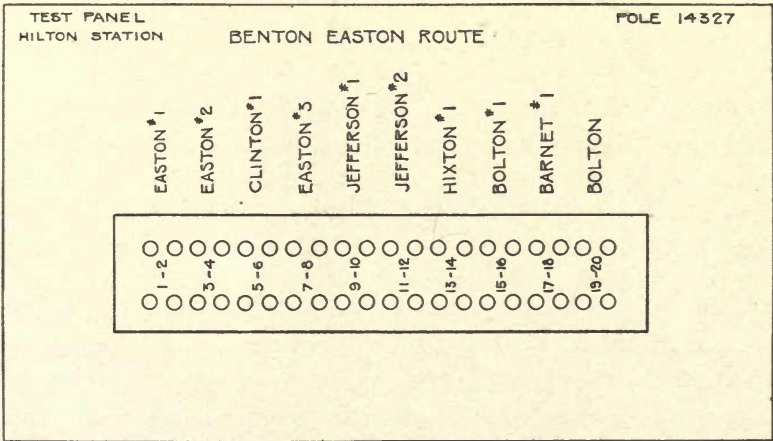 TEST PANEL
HILTON STATION
BENTON EASTON ROUTE
POLE 14327
EASTON #1
EASTON #2
CLINTON #1
EASTON #3
JEFFERSON #1
JEFFERSON #2
HIXTON #1
BOLTON #1
BARNET #1
BOLTON
1-2
3-4
5-6
7-8
9-10
11-12
13-14
15-16
17-18
19-20